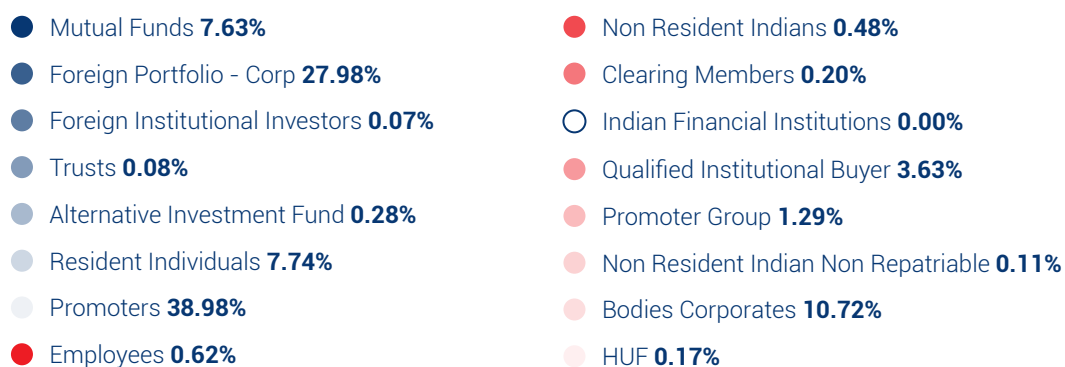 Mutual Funds 7.63%
Foreign Portfolio - Corp 27.98%
Foreign Institutional Investors 0.07%
Trusts 0.08%
Alternative Investment Fund 0.28%
Resident Individuals 7.74%
Promoters 38.98%
Employees 0.62%
Non Resident Indians 0.48%
Clearing Members 0.20%
Indian Financial Institutions 0.00%
Qualified Institutional Buyer 3.63%
Promoter Group 1.29%
Non Resident Indian Non Repatriable 0.11%
Bodies Corporates 10.72%
HUF 0.17%